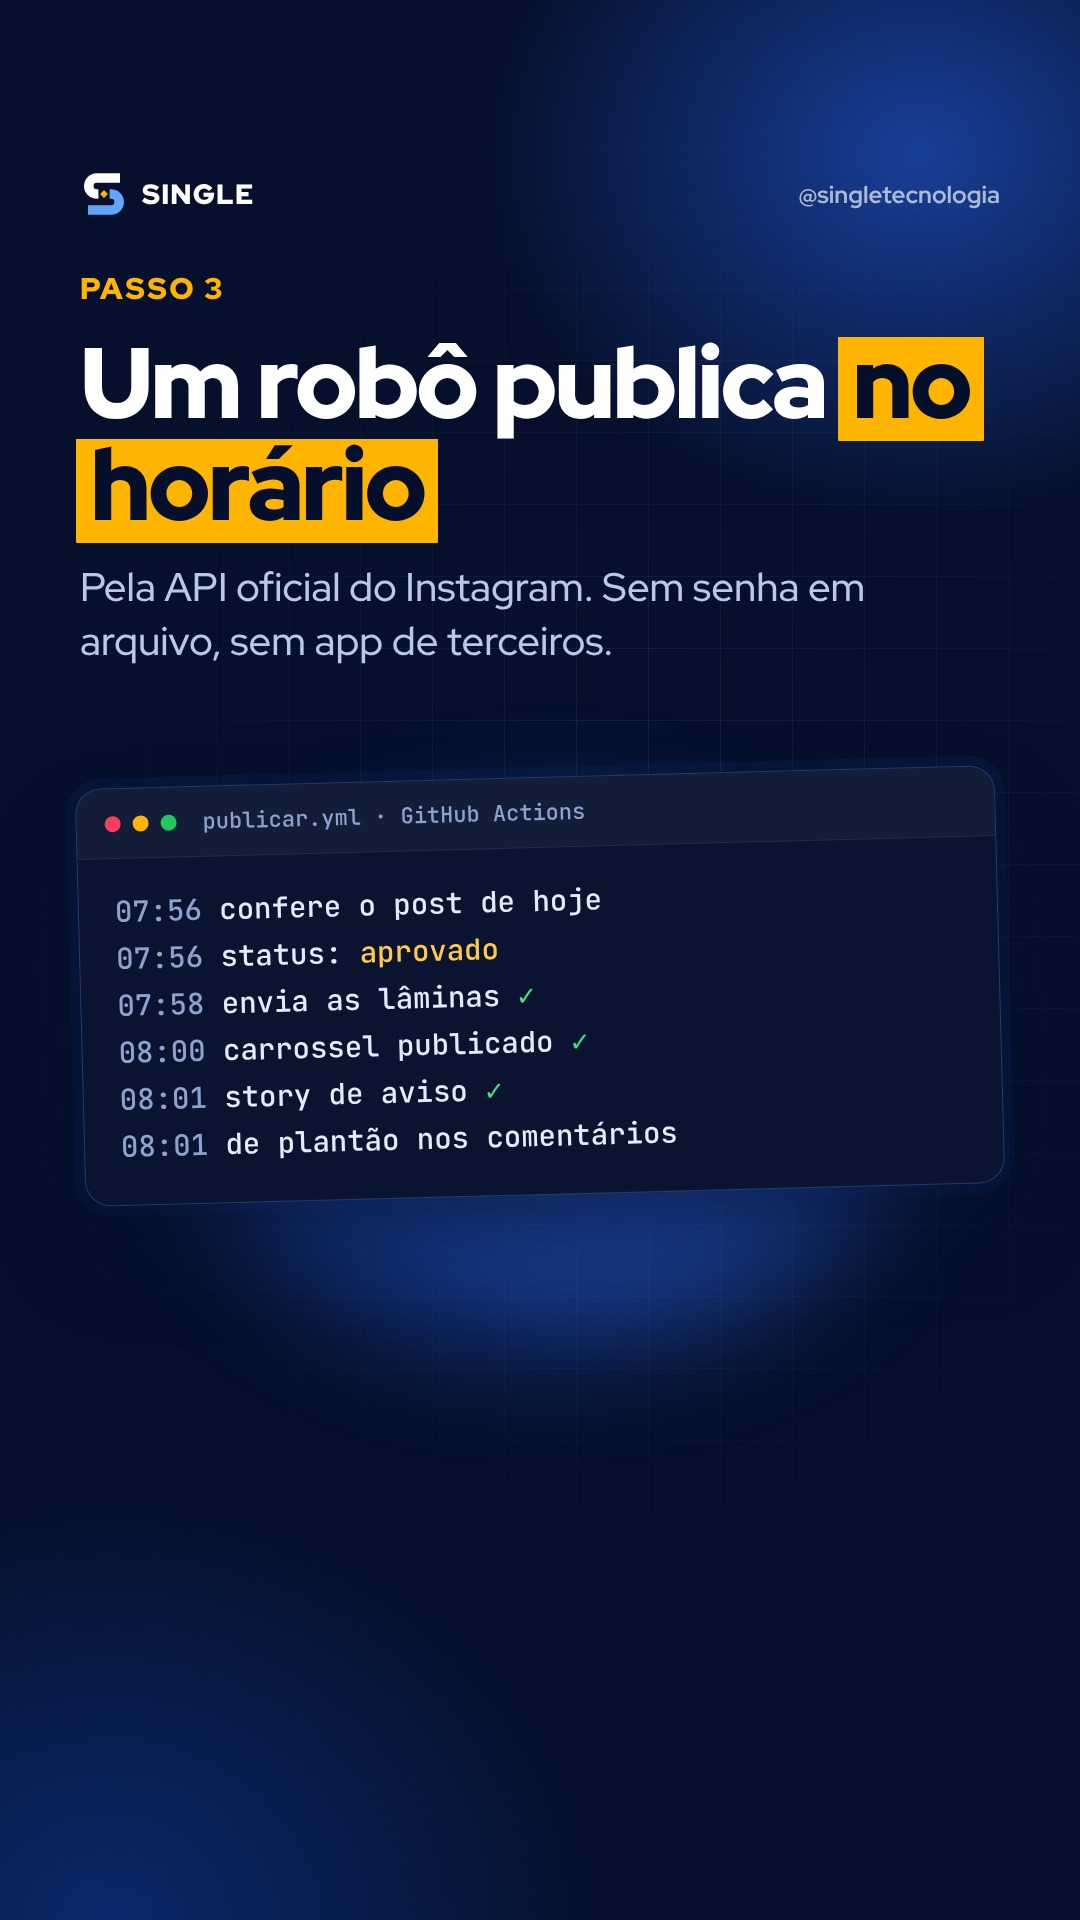 SINGLE
@singletecnologia
PASSO 3
Um robô publica no
horário
Pela API oficial do Instagram. Sem senha em
arquivo, sem app de terceiros.
publicar.yml · GitHub Actions
07:56 confere o post de hoje
07:56 status: aprovado
07:58 envia as lâminas ✓
08:00 carrossel publicado ✓
08:01 story de aviso ✓
08:01 de plantão nos comentários